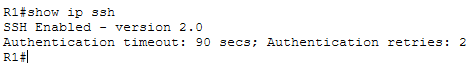 R1#show ip ssh
SSH Enabled - version 2.0
Authentication timeout: 90 secs; Authentication retries: 2
R1#